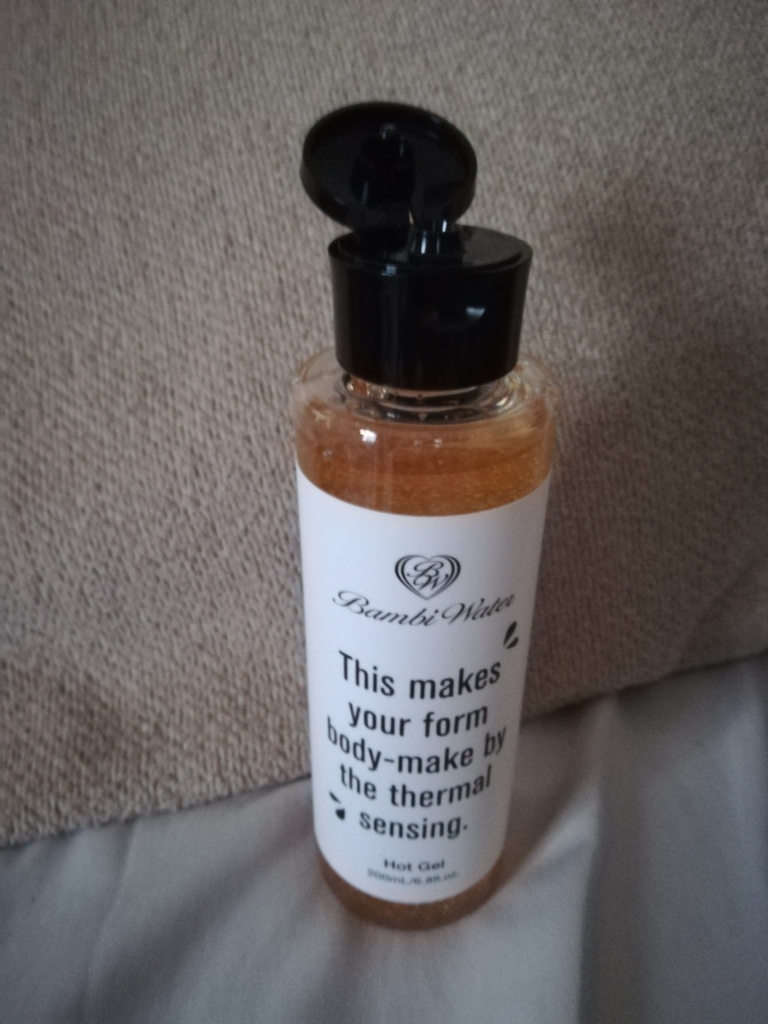 BW
Bambi Water
This makes
your form
body-make by
the thermal
sensing.
Hot Gel
200mL/6.8fl.oz.